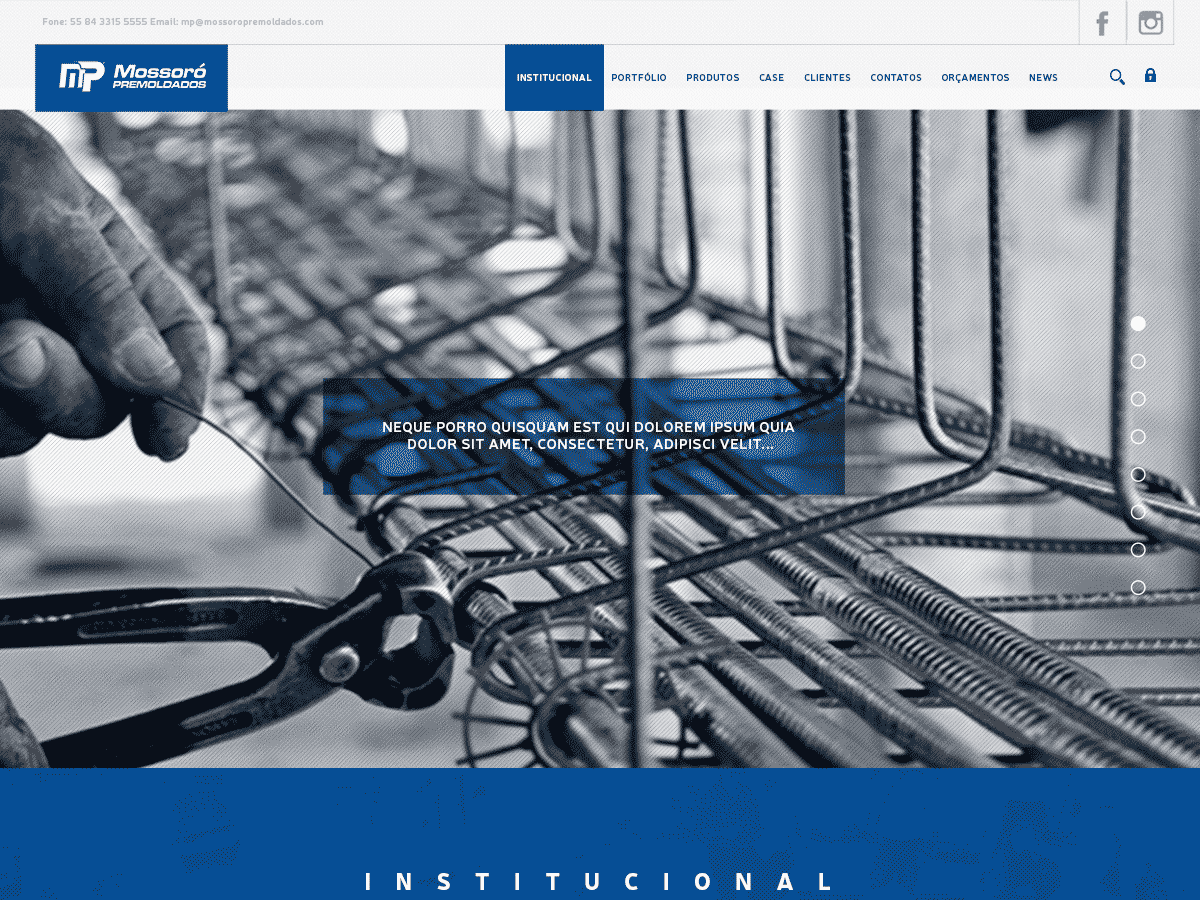 Fone: 55 84 3315 5555 Email: mp@mossoropremoldados.com
MP Mossoró
PREMOLDADOS
INSTITUCIONAL PORTFÓLIO PRODUTOS CASE CLIENTES CONTATOS ORÇAMENTOS NEWS
NEQUE PORRO QUISQUAM EST QUI DOLOREM IPSUM QUIA
DOLOR SIT AMET, CONSECTETUR, ADIPISCI VELIT...
INSTITUCIONAL